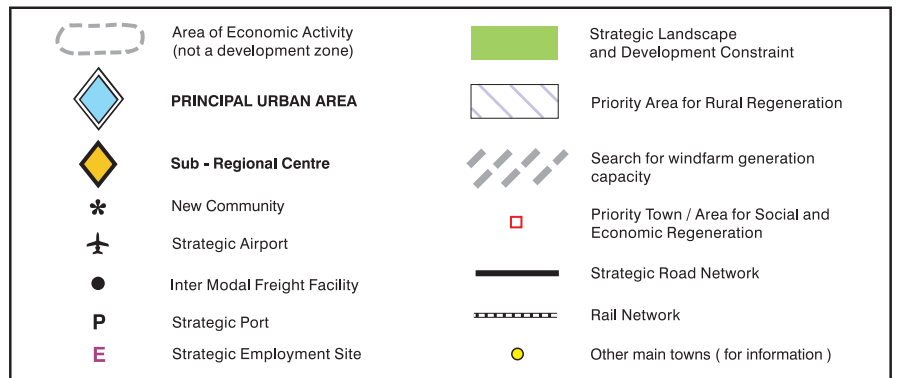 Area of Economic Activity
(not a development zone)
PRINCIPAL URBAN AREA
Sub - Regional Centre
New Community
Strategic Airport
Inter Modal Freight Facility
P Strategic Port
E Strategic Employment Site
Strategic Landscape
and Development Constraint
Priority Area for Rural Regeneration
Search for windfarm generation
capacity
Priority Town / Area for Social and
Economic Regeneration
Strategic Road Network
Rail Network
Other main towns ( for information )